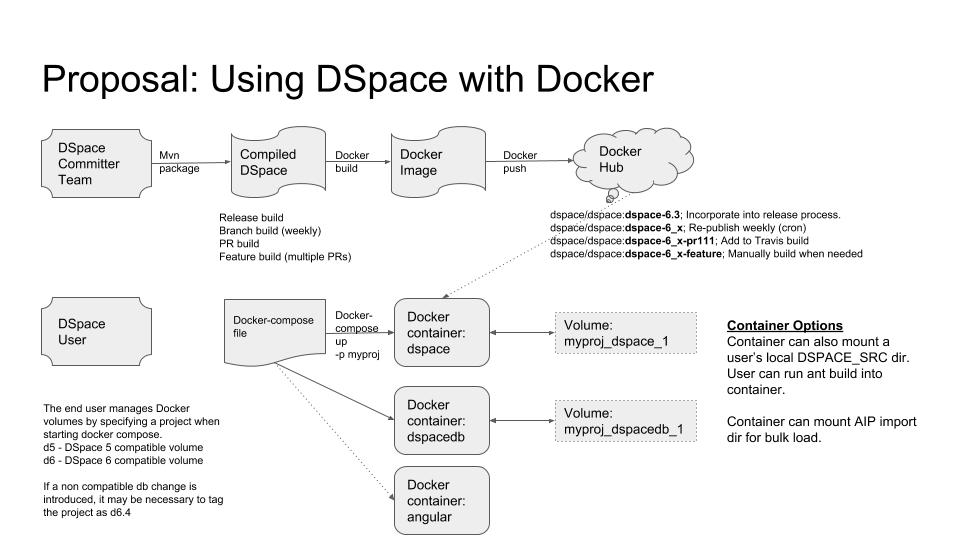 Proposal: Using DSpace with Docker
DSpace
Committer
Team
Mvn
package
Compiled
DSpace
Docker
build
Docker
Image
Docker
push
Docker
Hub
Release build
Branch build (weekly)
PR build
Feature build (multiple PRs)
dspace/dspace:dspace-6.3; Incorporate into release process.
dspace/dspace:dspace-6_x; Re-publish weekly (cron)
dspace/dspace:dspace-6_x-pr111; Add to Travis build
dspace/dspace:dspace-6_x-feature; Manually build when needed
DSpace
User
Docker-compose
file
Docker-
compose
up
-p myproj
Docker
container:
dspace
Volume:
myproj_dspace_1
Container Options
Container can also mount a
user's local DSPACE_SRC dir.
User can run ant build into
container.
Container can mount AIP import
dir for bulk load.
Docker
container:
dspacedb
Volume:
myproj_dspacedb_1
Docker
container:
angular
The end user manages Docker
volumes by specifying a project when
starting docker compose.
d5 - DSpace 5 compatible volume
d6 - DSpace 6 compatible volume
If a non compatible db change is
introduced, it may be necessary to tag
the project as d6.4